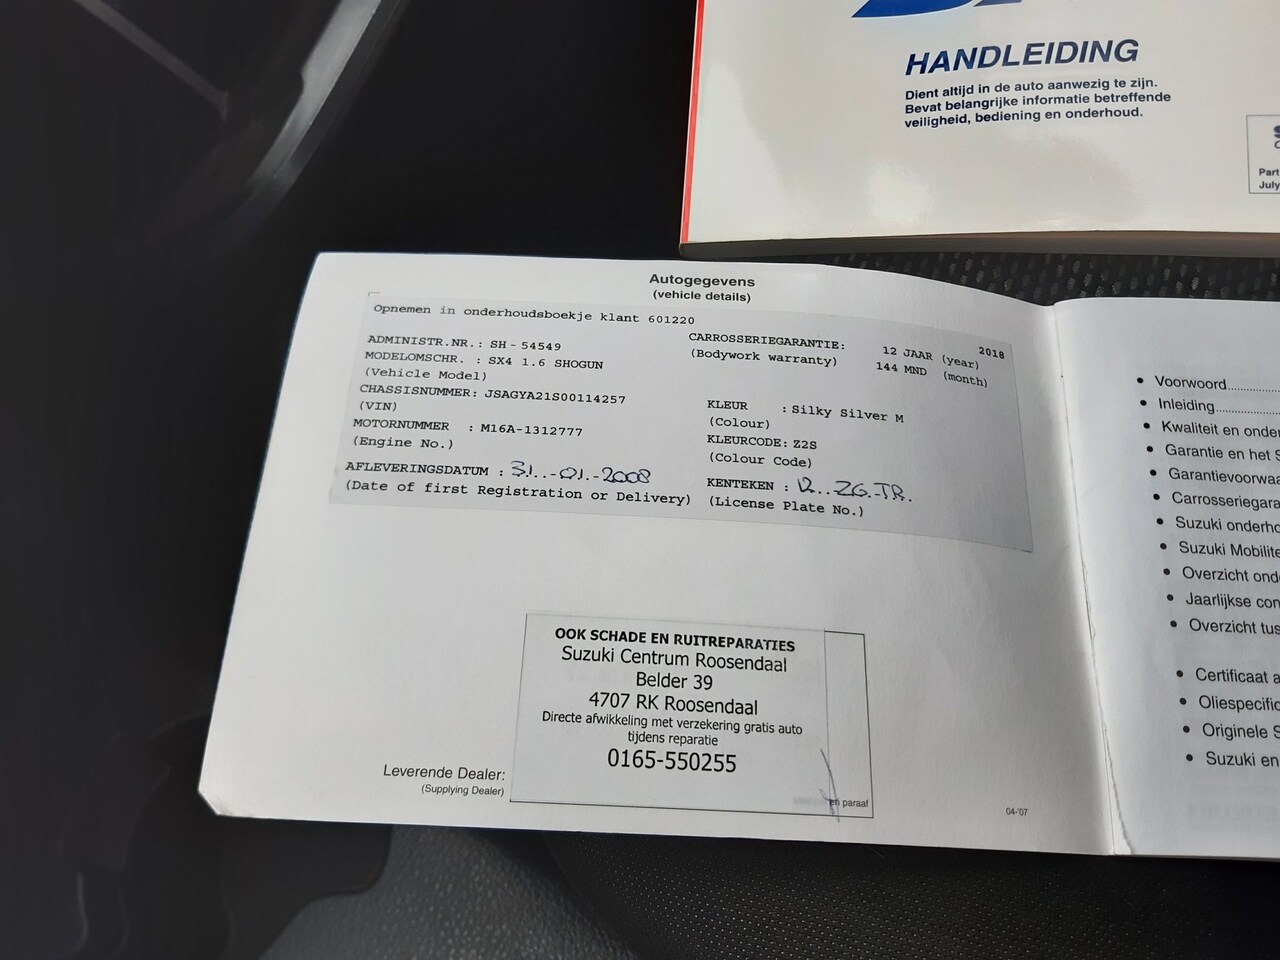 HANDLEIDING
Dient altijd in de auto aanwezig te zijn.
Bevat belangrijke informatie betreffende
veiligheid, bediening en onderhoud.
Part
July
Autogegevens
(vehicle details)
Opnemen in onderhoudsboekje klant 601220
ADMINISTR.NR.: SH - 54549
MODELOMSCHR. : SX4 1.6 SHOGUN
(Vehicle Model)
CHASSISNUMMER: JSAGYA21S00114257
(VIN)
MOTORNUMMER : M16A-1312777
(Engine No.)
AFLEVERINGSDATUM : 31..-01.-2008
(Date of first Registration or Delivery)
CARROSSERIEGARANTIE: 12 JAAR (year) 2018
(Bodywork warranty) 144 MND (month)
KLEUR : Silky Silver M
(Colour)
KLEURCODE: Z2S
(Colour Code)
KENTEKEN : 12..ZG.-TR.
(License Plate No.)
OOK SCHADE EN RUITREPARATIES
Suzuki Centrum Roosendaal
Belder 39
4707 RK Roosendaal
Directe afwikkeling met verzekering gratis auto
tijdens reparatie
0165-550255
Leverende Dealer:
(Supplying Dealer)
en paraaf
04-'07
• Voorwoord
• Inleiding
• Kwaliteit en onder
• Garantie en het S
• Garantievoorwaa
• Carrosseriegara
• Suzuki onderho
• Suzuki Mobilite
• Overzicht ond
• Jaarlijkse con
• Overzicht tus
• Certificaat a
• Oliespecific
• Originele S
• Suzuki en